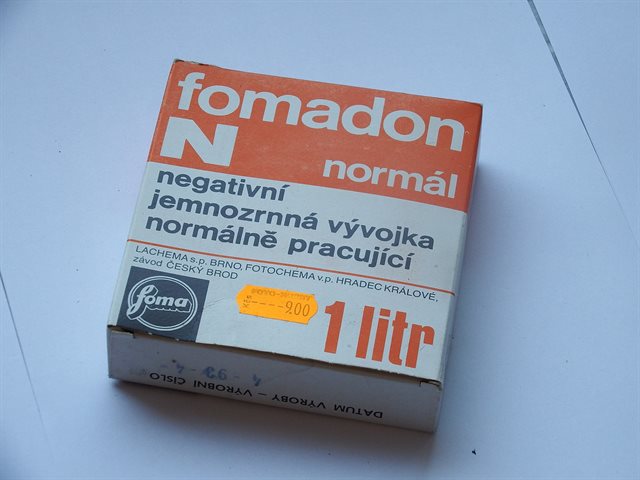 fomadon
N
normál
negativní
jemnozrnná vývojka
normálně pracující
LACHEMA s.p. BRNO, FOTOCHEMA v.p. HRADEC KRÁLOVÉ,
závod ČESKÝ BROD
foma
KČS
----9.00
1 litr
DATUM VÝROBY – VÝROBNÍ ČÍSLO